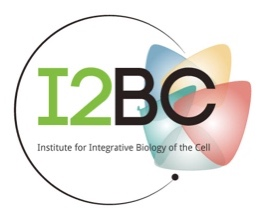 I2BC
Institute for Integrative Biology of the Cell